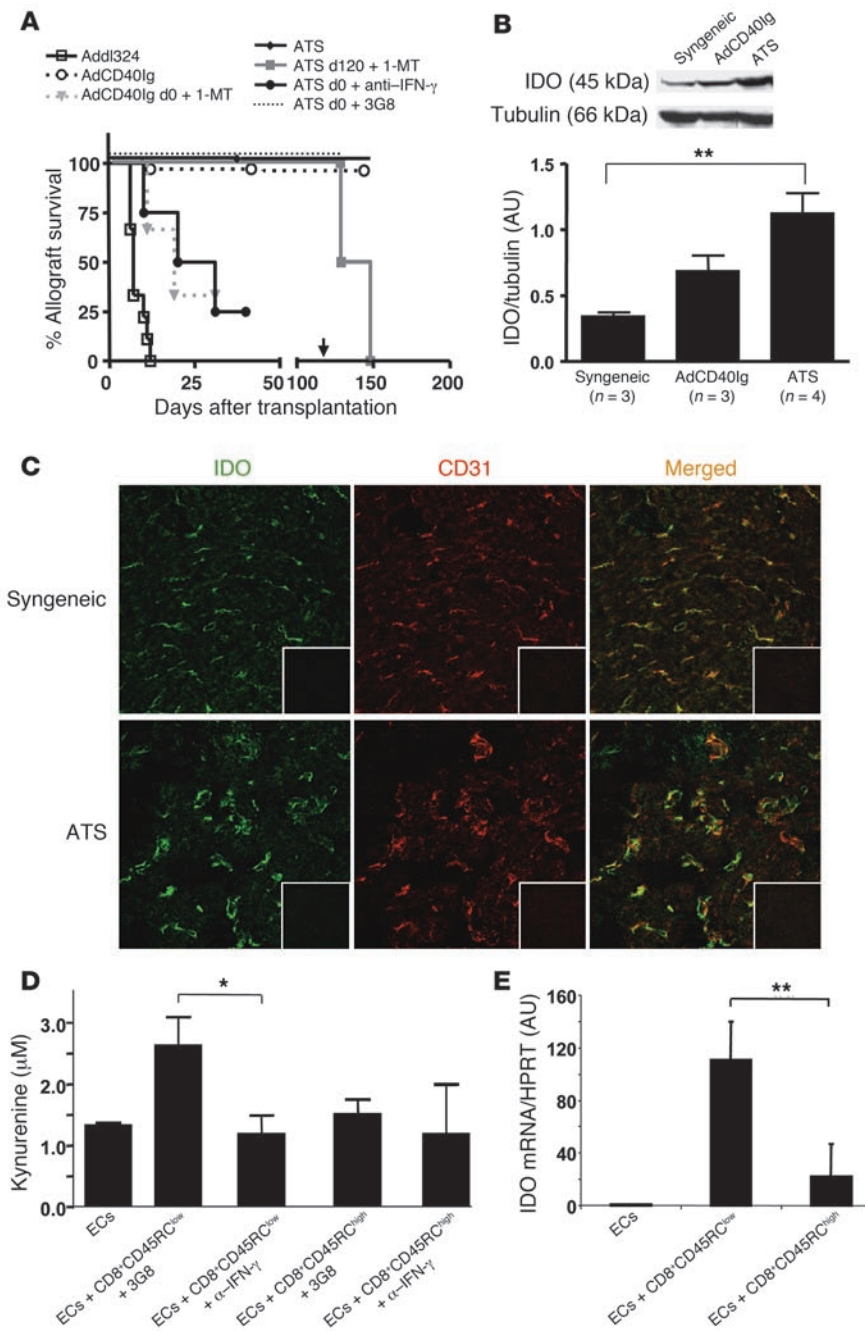 A
Addl324
AdCD40Ig
AdCD40Ig d0 + 1-MT
ATS
ATS d120 + 1-MT
ATS d0 + anti–IFN-γ
ATS d0 + 3G8
% Allograft survival
100
75
50
25
0
0 25 50 100 150 200
Days after transplantation
B
Syngeneic
AdCD40Ig
ATS
IDO (45 kDa)
Tubulin (66 kDa)
**
IDO/tubulin (AU)
1.5
1.0
0.5
0.0
Syngeneic AdCD40Ig ATS
(n = 3) (n = 3) (n = 4)
C
IDO CD31 Merged
Syngeneic
ATS
D
*
Kynurenine (μM)
3.0
2.0
1.0
0.0
ECs
ECs + CD8⁺CD45RClow
+ 3G8
ECs + CD8⁺CD45RClow
+ α–IFN-γ
ECs + CD8⁺CD45RChigh
+ 3G8
ECs + CD8⁺CD45RChigh
+ α–IFN-γ
E
**
IDO mRNA/HPRT (AU)
160
120
80
40
0
ECs
ECs + CD8⁺CD45RClow
ECs + CD8⁺CD45RChigh